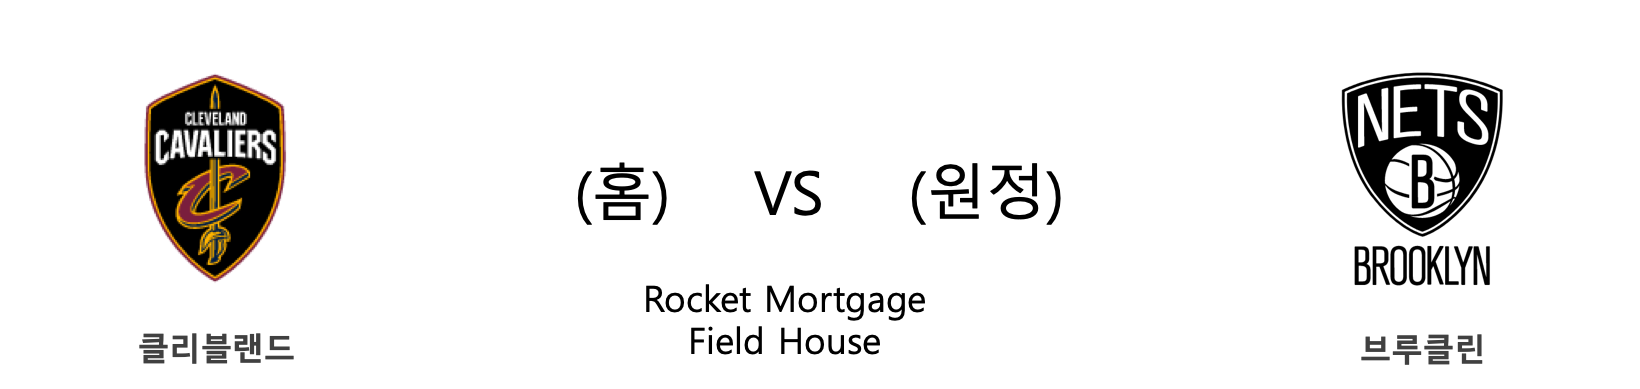 CLEVELAND
CAVALIERS
클리블랜드
(홈) VS (원정)
Rocket Mortgage
Field House
NETS
B
BROOKLYN
브루클린